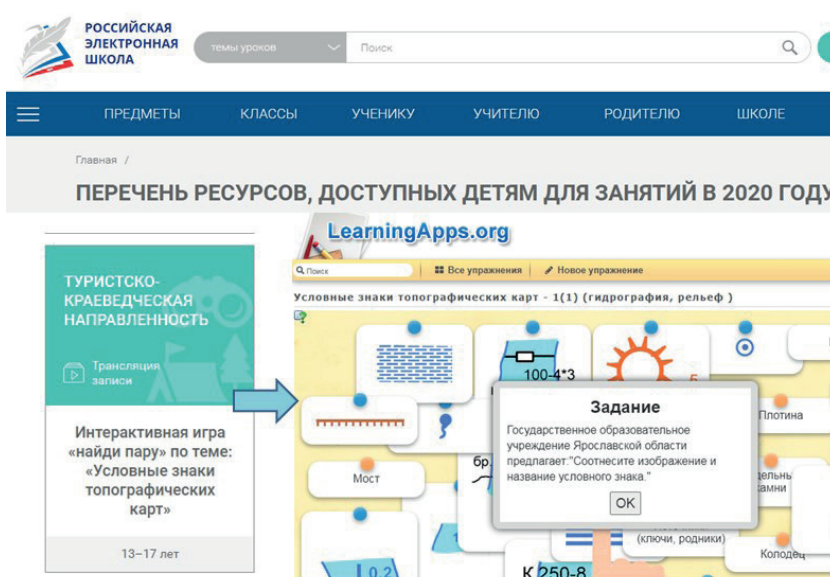 РОССИЙСКАЯ
ЭЛЕКТРОННАЯ
ШКОЛА
темы уроков
Поиск
ПРЕДМЕТЫ КЛАССЫ УЧЕНИКУ УЧИТЕЛЮ РОДИТЕЛЮ ШКОЛЕ
Главная /
ПЕРЕЧЕНЬ РЕСУРСОВ, ДОСТУПНЫХ ДЕТЯМ ДЛЯ ЗАНЯТИЙ В 2020 ГОДУ
ТУРИСТСКО-
КРАЕВЕДЧЕСКАЯ
НАПРАВЛЕННОСТЬ
Трансляция
записи
Интерактивная игра
«найди пару» по теме:
«Условные знаки
топографических
карт»
13–17 лет
LearningApps.org
Поиск
Все упражнения
Новое упражнение
Условные знаки топографических карт - 1(1) (гидрография, рельеф )
100-4*3
5
Задание
Государственное образовательное
учреждение Ярославской области
предлагает:"Соотнесите изображение и
название условного знака."
OK
Плотина
бр.
Мост
(ключи, родники)
Колодец
0,2
К 250-8